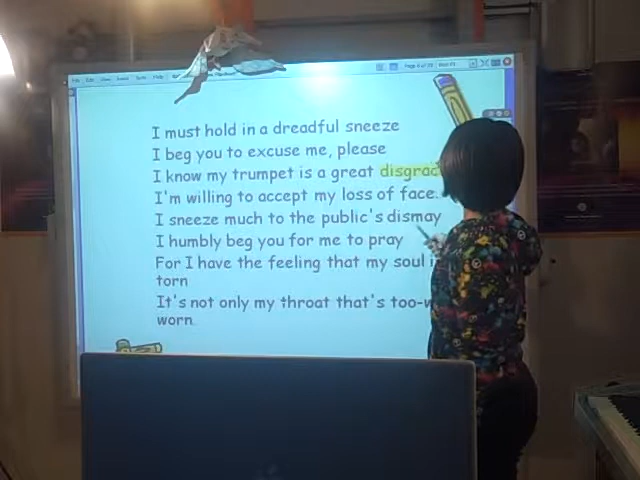 I must hold in a dreadful sneeze
I beg you to excuse me, please
I know my trumpet is a great
I'm willing to accept my loss of face.
I sneeze much to the public's dismay
I humbly beg you for me to pray
For I have the feeling that my soul
torn
It's not only my throat that's
worn.